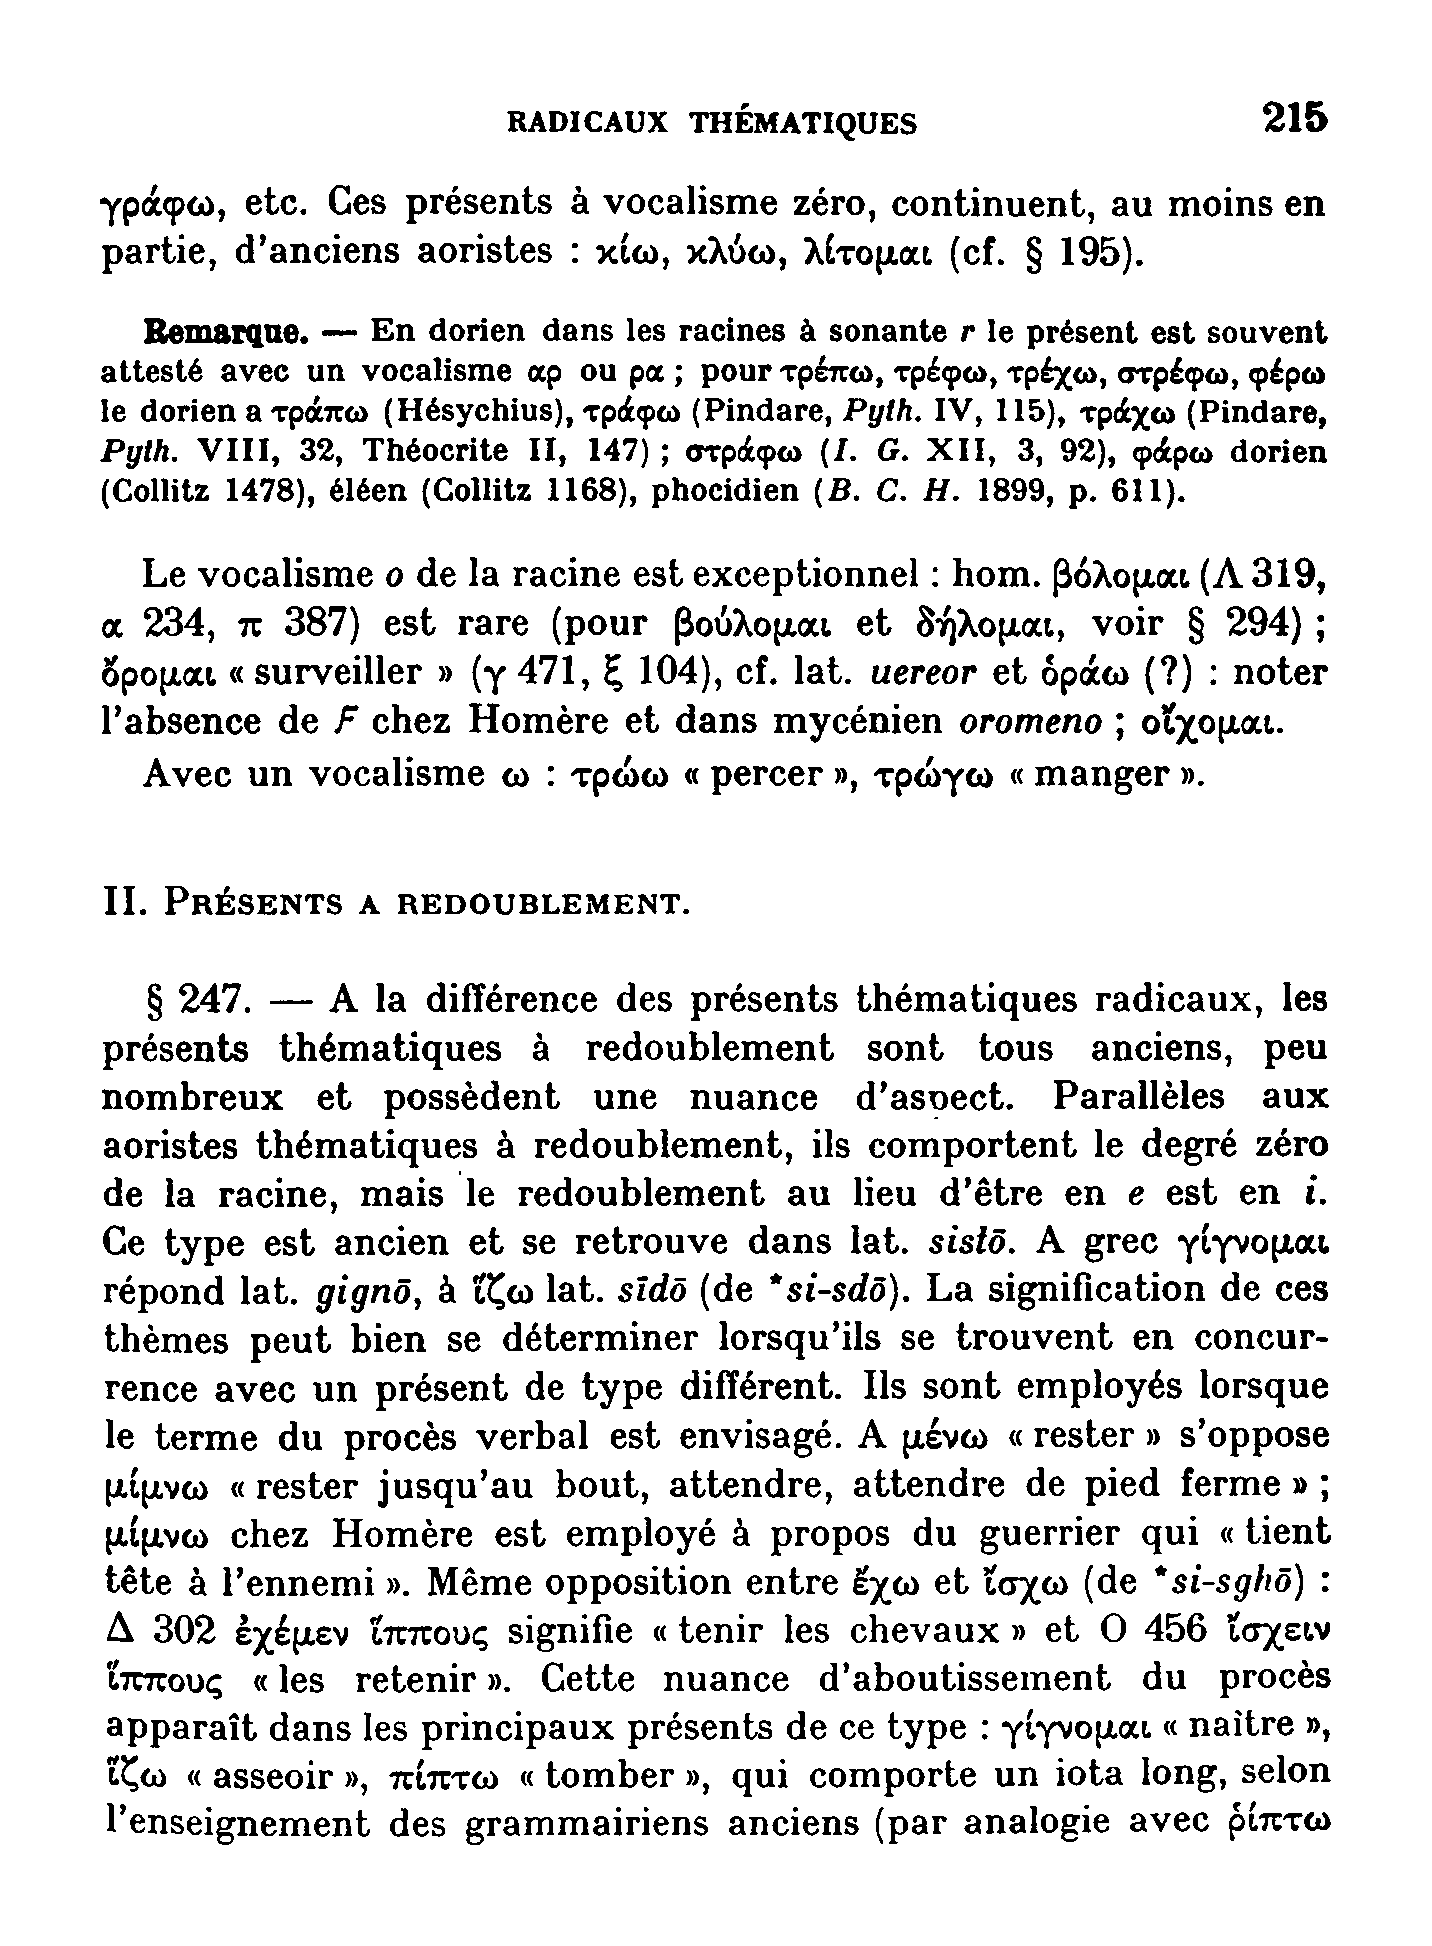 RADICAUX THÉMATIQUES 215
γράφω, etc. Ces présents à vocalisme zéro, continuent, au moins en
partie, d'anciens aoristes : κίω, κλύω, λίτομαι (cf. § 195).
Remarque. — En dorien dans les racines à sonante r le présent est souvent
attesté avec un vocalisme αρ ou ρα ; pour τρέπω, τρέφω, τρέχω, στρέφω, φέρω
le dorien a τράπω (Hésychius), τράφω (Pindare, Pyth. IV, 115), τράχω (Pindare,
Pyth. VIII, 32, Théocrite II, 147) ; στράφω (I. G. XII, 3, 92), φάρω dorien
(Collitz 1478), éléen (Collitz 1168), phocidien (B. C. H. 1899, p. 611).
Le vocalisme o de la racine est exceptionnel : hom. βόλομαι (Λ 319,
α 234, π 387) est rare (pour βούλομαι et δήλομαι, voir § 294) ;
ὄρομαι « surveiller » (γ 471, ξ 104), cf. lat. uereor et ὁράω (?) : noter
l'absence de F chez Homère et dans mycénien oromeno ; οἴχομαι.
Avec un vocalisme ω : τρώω « percer », τρώγω « manger ».
II. PRÉSENTS A REDOUBLEMENT.
§ 247. — A la différence des présents thématiques radicaux, les
présents thématiques à redoublement sont tous anciens, peu
nombreux et possèdent une nuance d'aspect. Parallèles aux
aoristes thématiques à redoublement, ils comportent le degré zéro
de la racine, mais le redoublement au lieu d'être en e est en i.
Ce type est ancien et se retrouve dans lat. sistō. A grec γίγνομαι
répond lat. gignō, à ἵζω lat. sīdō (de *si-sdō). La signification de ces
thèmes peut bien se déterminer lorsqu'ils se trouvent en concur-
rence avec un présent de type différent. Ils sont employés lorsque
le terme du procès verbal est envisagé. A μένω « rester » s'oppose
μίμνω « rester jusqu'au bout, attendre, attendre de pied ferme » ;
μίμνω chez Homère est employé à propos du guerrier qui « tient
tête à l'ennemi ». Même opposition entre ἔχω et ἴσχω (de *si-sghō) :
Δ 302 ἐχέμεν ἵππους signifie « tenir les chevaux » et O 456 ἴσχειν
ἵππους « les retenir ». Cette nuance d'aboutissement du procès
apparaît dans les principaux présents de ce type : γίγνομαι « naître »,
ἵζω « asseoir », πίπτω « tomber », qui comporte un iota long, selon
l'enseignement des grammairiens anciens (par analogie avec ῥίπτω